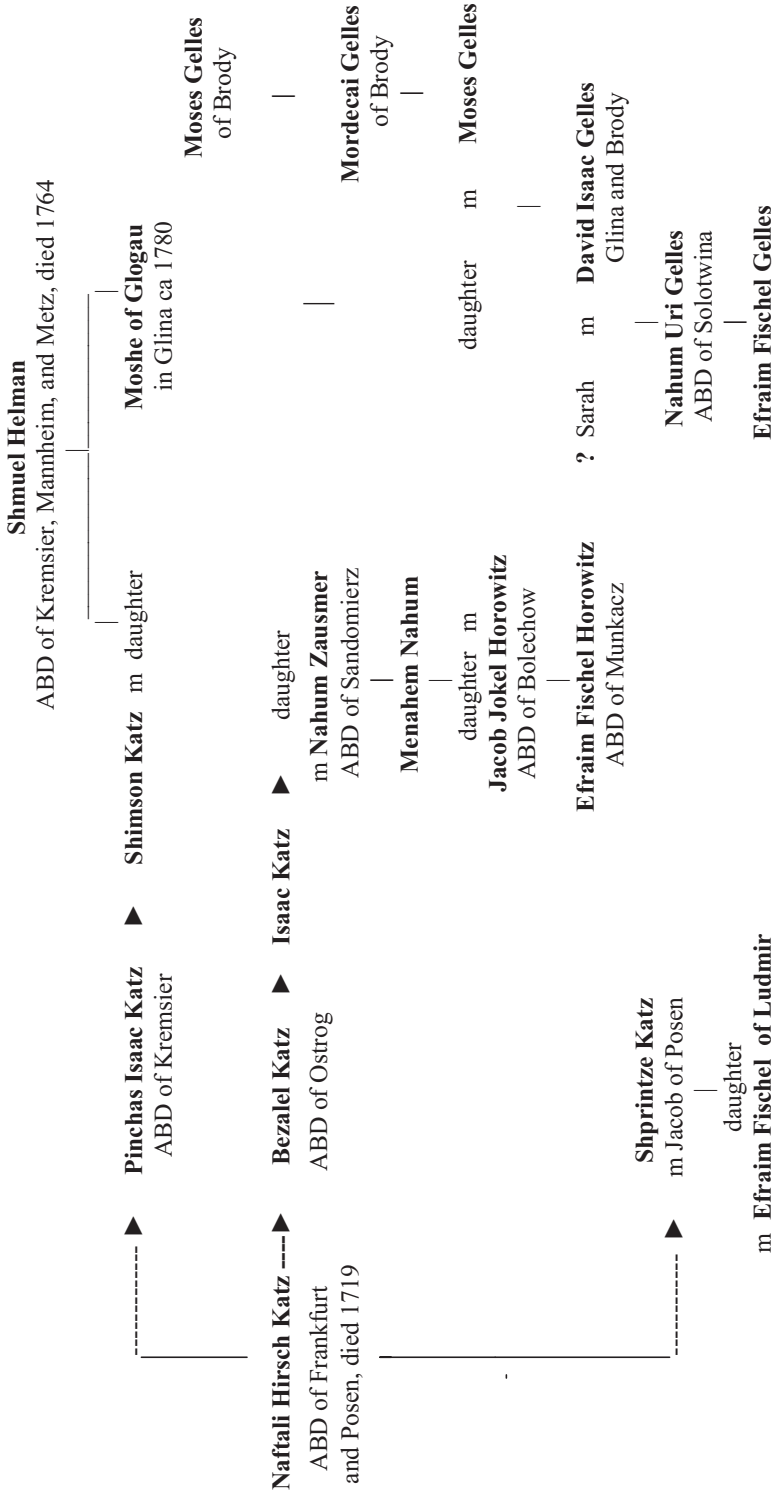 Shmuel Helman
ABD of Kremsier, Mannheim, and Metz, died 1764
Pinchas Isaac Katz ► Shimson Katz m daughter
ABD of Kremsier
Moshe of Glogau
in Glina ca 1780
Moses Gelles
of Brody
Naftali Hirsch Katz ----► Bezalel Katz ► Isaac Katz ► daughter
ABD of Frankfurt
and Posen, died 1719
ABD of Ostrog
m Nahum Zausmer
ABD of Sandomierz
Mordecai Gelles
of Brody
Menahem Nahum
daughter m
Jacob Jokel Horowitz
ABD of Bolechow
daughter m Moses Gelles
Efraim Fischel Horowitz
ABD of Munkacz
? Sarah m David Isaac Gelles
Glina and Brody
Shprintze Katz
m Jacob of Posen
daughter
m Efraim Fischel of Ludmir
Nahum Uri Gelles
ABD of Solotwina
Efraim Fischel Gelles